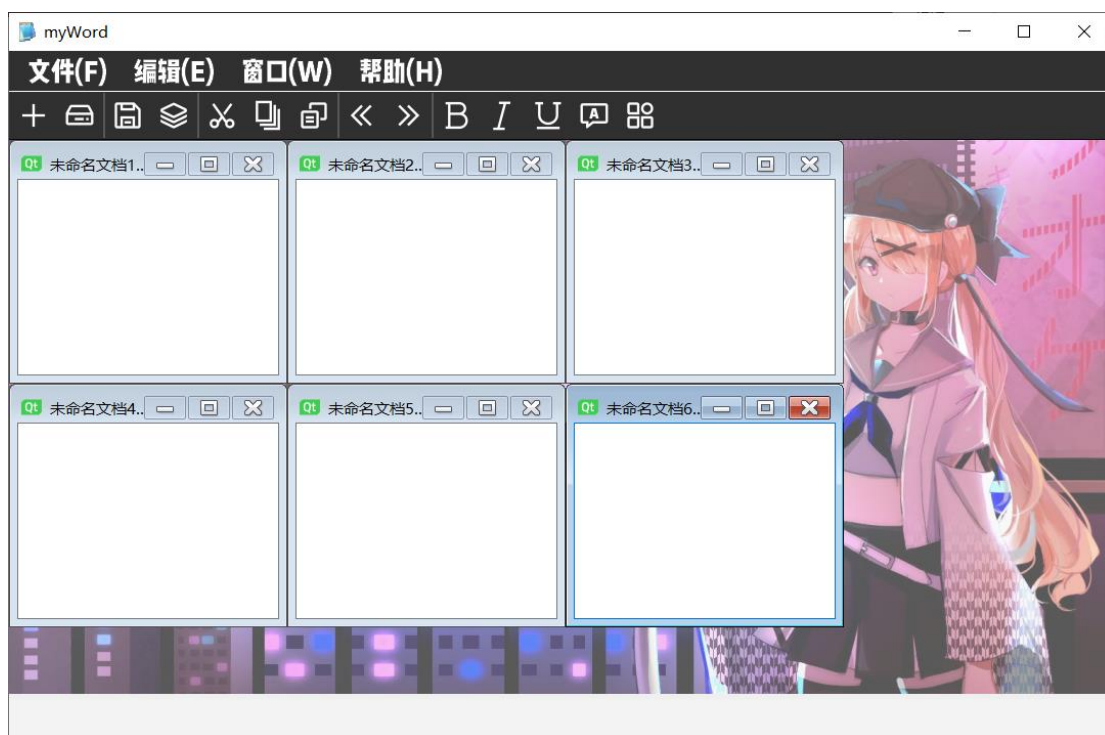 myWord
文件(F) 编辑(E) 窗口(W) 帮助(H)
B I U A
Qt 未命名文档1.. Qt 未命名文档2.. Qt 未命名文档3..
Qt 未命名文档4.. Qt 未命名文档5.. Qt 未命名文档6..